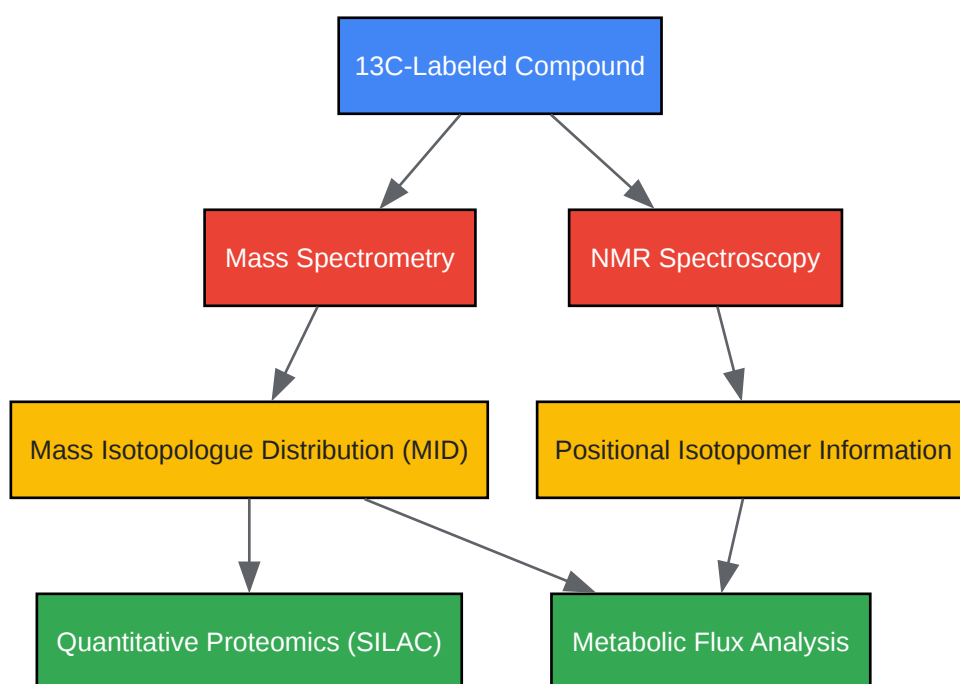 13C-Labeled Compound
Mass Spectrometry
NMR Spectroscopy
Mass Isotopologue Distribution (MID)
Positional Isotopomer Information
Quantitative Proteomics (SILAC)
Metabolic Flux Analysis